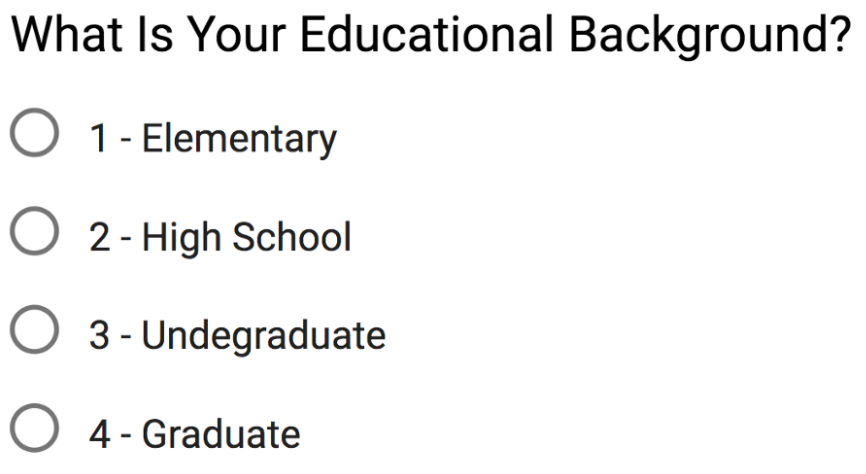 What Is Your Educational Background?
1 - Elementary
2 - High School
3 - Undegraduate
4 - Graduate